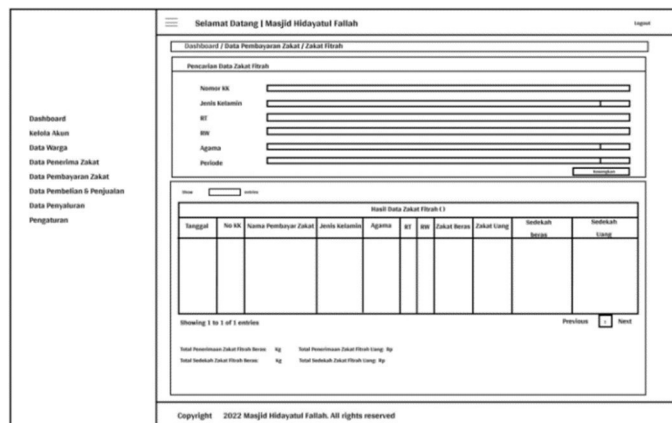 Selamat Datang | Masjid Hidayatul Fallah
Logout
Dashboard / Data Pembayaran Zakat / Zakat Fitrah
Dashboard
Kelola Akun
Data Warga
Data Penerima Zakat
Data Pembayaran Zakat
Data Pembelian & Penjualan
Data Penyaluran
Pengaturan
Pencarian Data Zakat Fitrah
Nomor KK
Jenis Kelamin
RT
RW
Agama
Periode
Show entries
Hasil Data Zakat Fitrah ( )
Tanggal No KK Nama Pembayar Zakat Jenis Kelamin Agama RT RW Zakat Beras Zakat Uang Sedekah beras Sedekah Uang
Showing 1 to 1 of 1 entries
Previous 1 Next
Total Penerimaan Zakat Fitrah Beras: kg Total Penerimaan Zakat Fitrah Uang: Rp
Total Sedekah Zakat Fitrah Beras: kg Total Sedekah Zakat Fitrah Uang: Rp
Copyright 2022 Masjid Hidayatul Fallah. All rights reserved